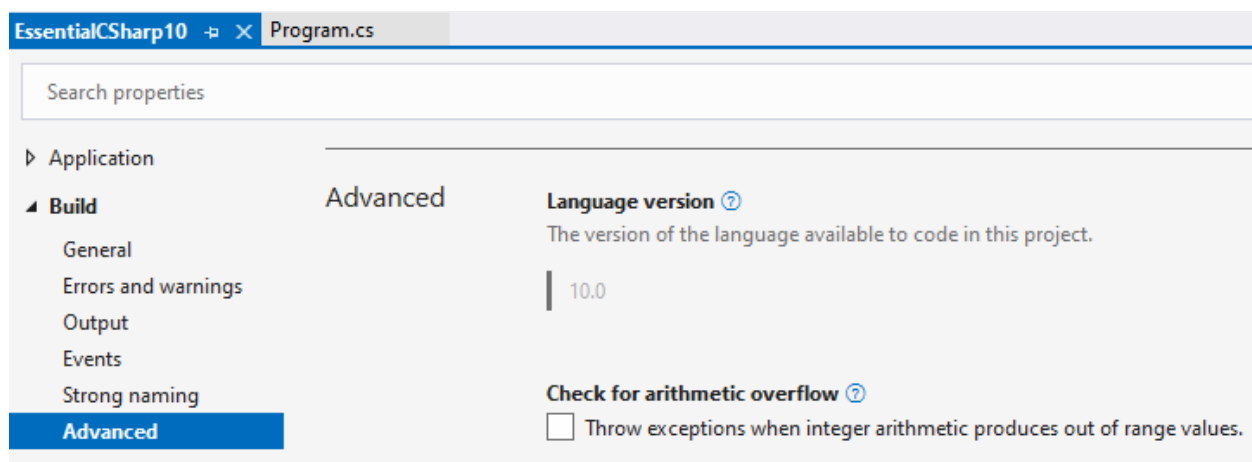 EssentialCSharp10 Program.cs
Search properties
Application
Build
General
Errors and warnings
Output
Events
Strong naming
Advanced
Advanced
Language version
The version of the language available to code in this project.
10.0
Check for arithmetic overflow
Throw exceptions when integer arithmetic produces out of range values.